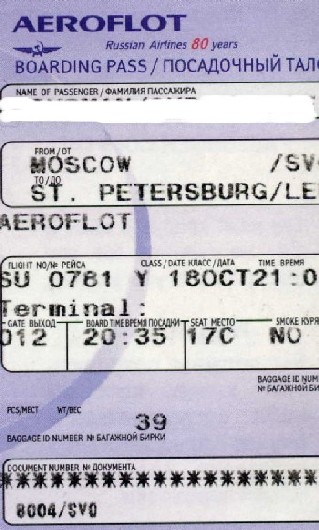 AEROFLOT
Russian Airlines 80 years
BOARDING PASS / ПОСАДОЧНЫЙ ТАЛО
NAME OF PASSENGER / ФАМИЛИЯ ПАССАЖИРА
FROM / ОТ
MOSCOW /SV
TO / ДО
ST. PETERSBURG/LE
AEROFLOT
FLIGHT NO/№ РЕЙСА CLASS / DATE КЛАСС / ДАТА TIME ВРЕМЯ
SU 0781 Y 18OCT21:0
Terminal:
GATE ВЫХОД BOARD TIME ВРЕМЯ ПОСАДКИ SEAT МЕСТО SMOKE КУРЯ
012 20:35 17C NO
BAGGAGE ID NUM
№ БАГАЖНОЙ БИ
PCS/МЕСТ WT/ВЕС
39
BAGGAGE ID NUMBER № БАГАЖНОЙ БИРКИ
DOCUMENT NUMBER № ДОКУМЕНТА
8004/SVO